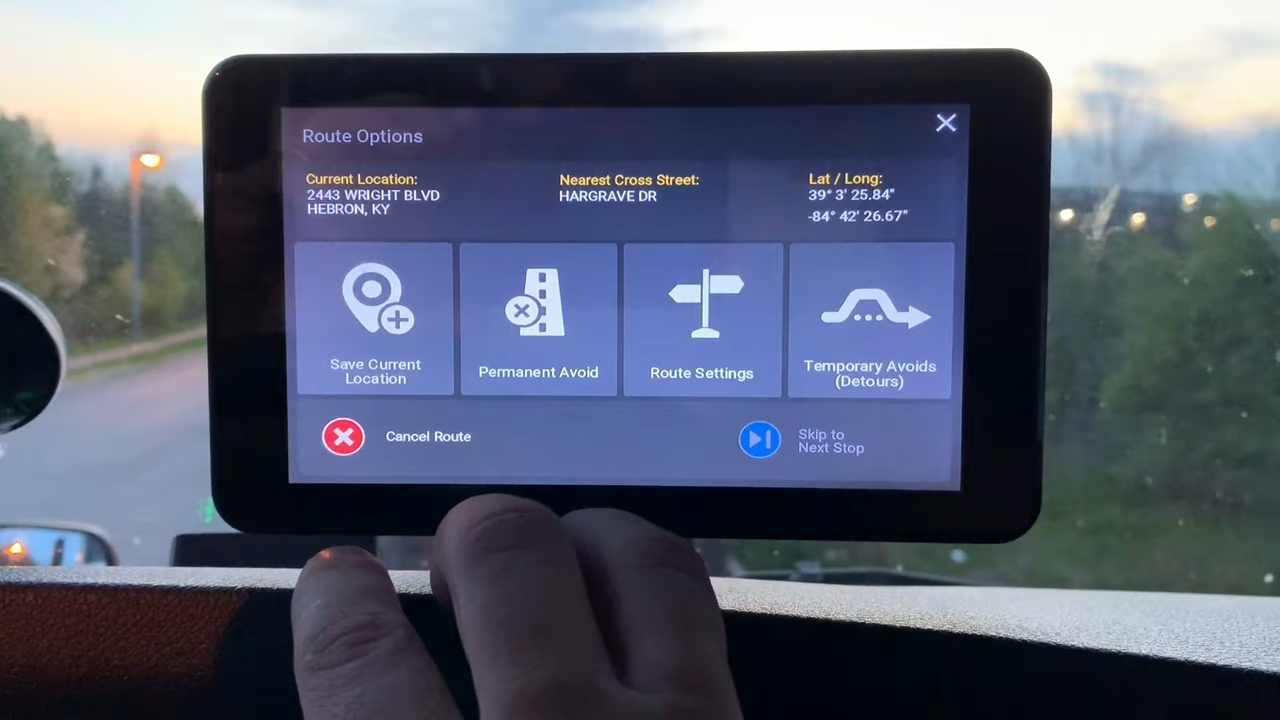 Route Options
Current Location:
2443 WRIGHT BLVD
HEBRON, KY
Nearest Cross Street:
HARGRAVE DR
Lat / Long:
39° 3' 25.84"
-84° 42' 26.67"
Save Current
Location
Permanent Avoid
Route Settings
Temporary Avoids
(Detours)
Cancel Route
Skip to
Next Stop